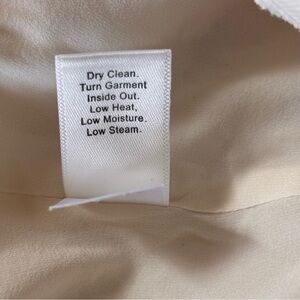 Dry Clean.
Turn Garment
Inside Out.
Low Heat,
Low Moisture.
Low Steam.